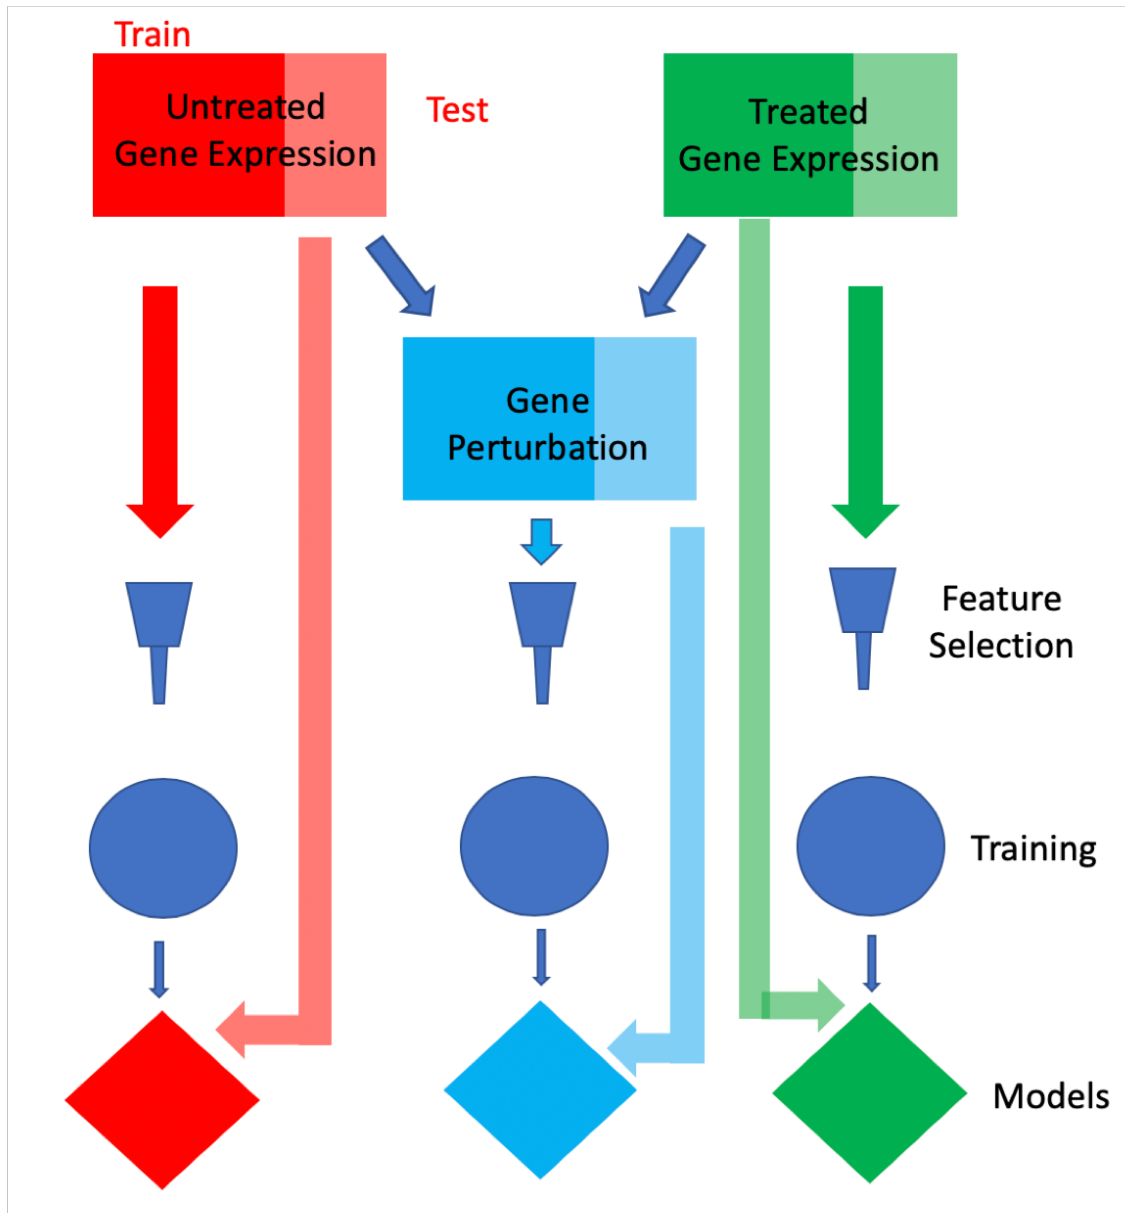 Train
Untreated
Gene Expression
Test
Treated
Gene Expression
Gene
Perturbation
Feature
Selection
Training
Models